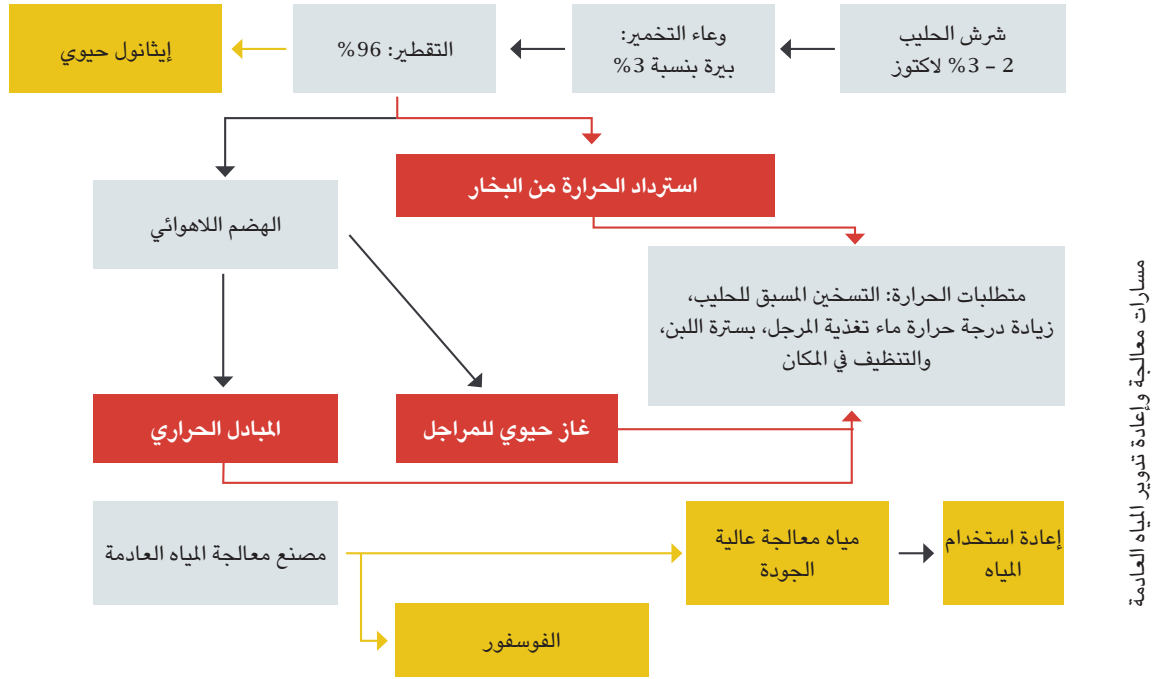 شرش الحليب
2 – 3% لاكتوز
وعاء التخمير:
بيرة بنسبة 3%
التقطير: 96%
إيثانول حيوي
استرداد الحرارة من البخار
الهضم اللاهوائي
متطلبات الحرارة: التسخين المسبق للحليب،
زيادة درجة حرارة ماء تغذية المرجل، بسترة اللبن،
والتنظيف في المكان
غاز حيوي للمراجل
المبادل الحراري
مصنع معالجة المياه العادمة
مياه معالجة عالية
الجودة
إعادة استخدام
المياه
الفوسفور
مسارات معالجة وإعادة تدوير المياه العادمة